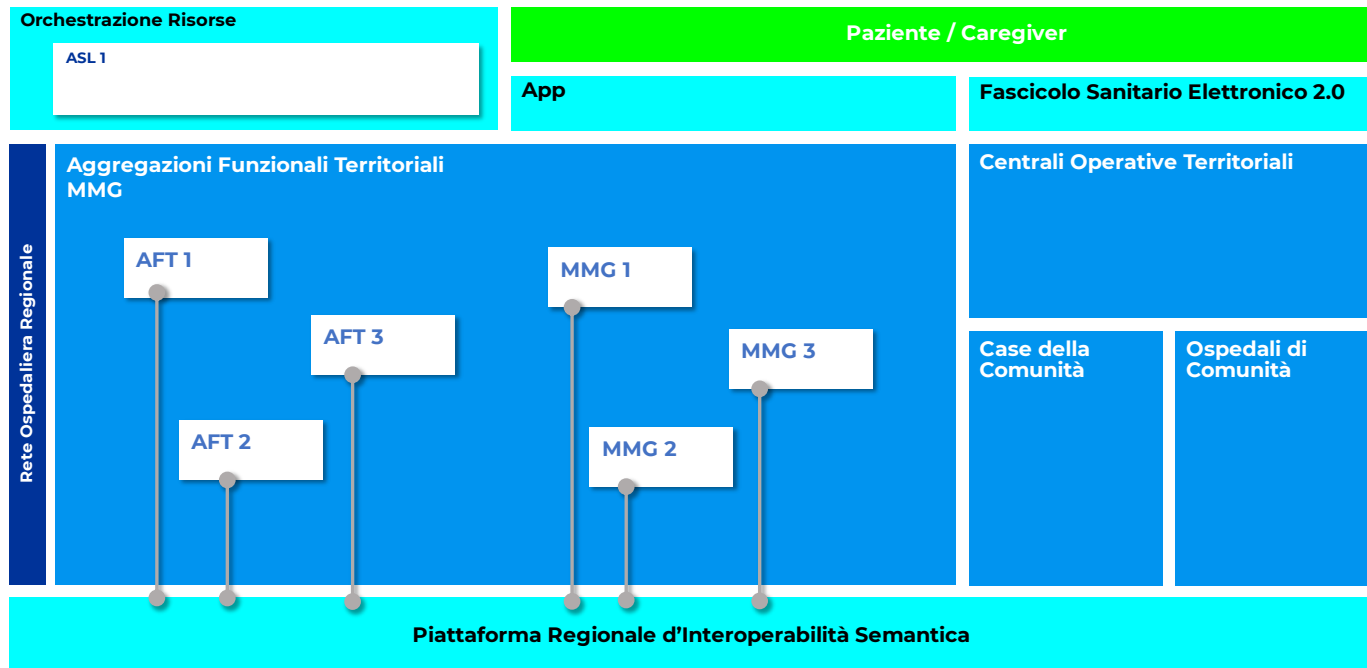 Orchestrazione Risorse
ASL 1
Paziente / Caregiver
App
Fascicolo Sanitario Elettronico 2.0
Rete Ospedaliera Regionale
Aggregazioni Funzionali Territoriali
MMG
AFT 1
AFT 3
AFT 2
MMG 1
MMG 3
MMG 2
Centrali Operative Territoriali
Case della
Comunità
Ospedali di
Comunità
Piattaforma Regionale d’Interoperabilità Semantica